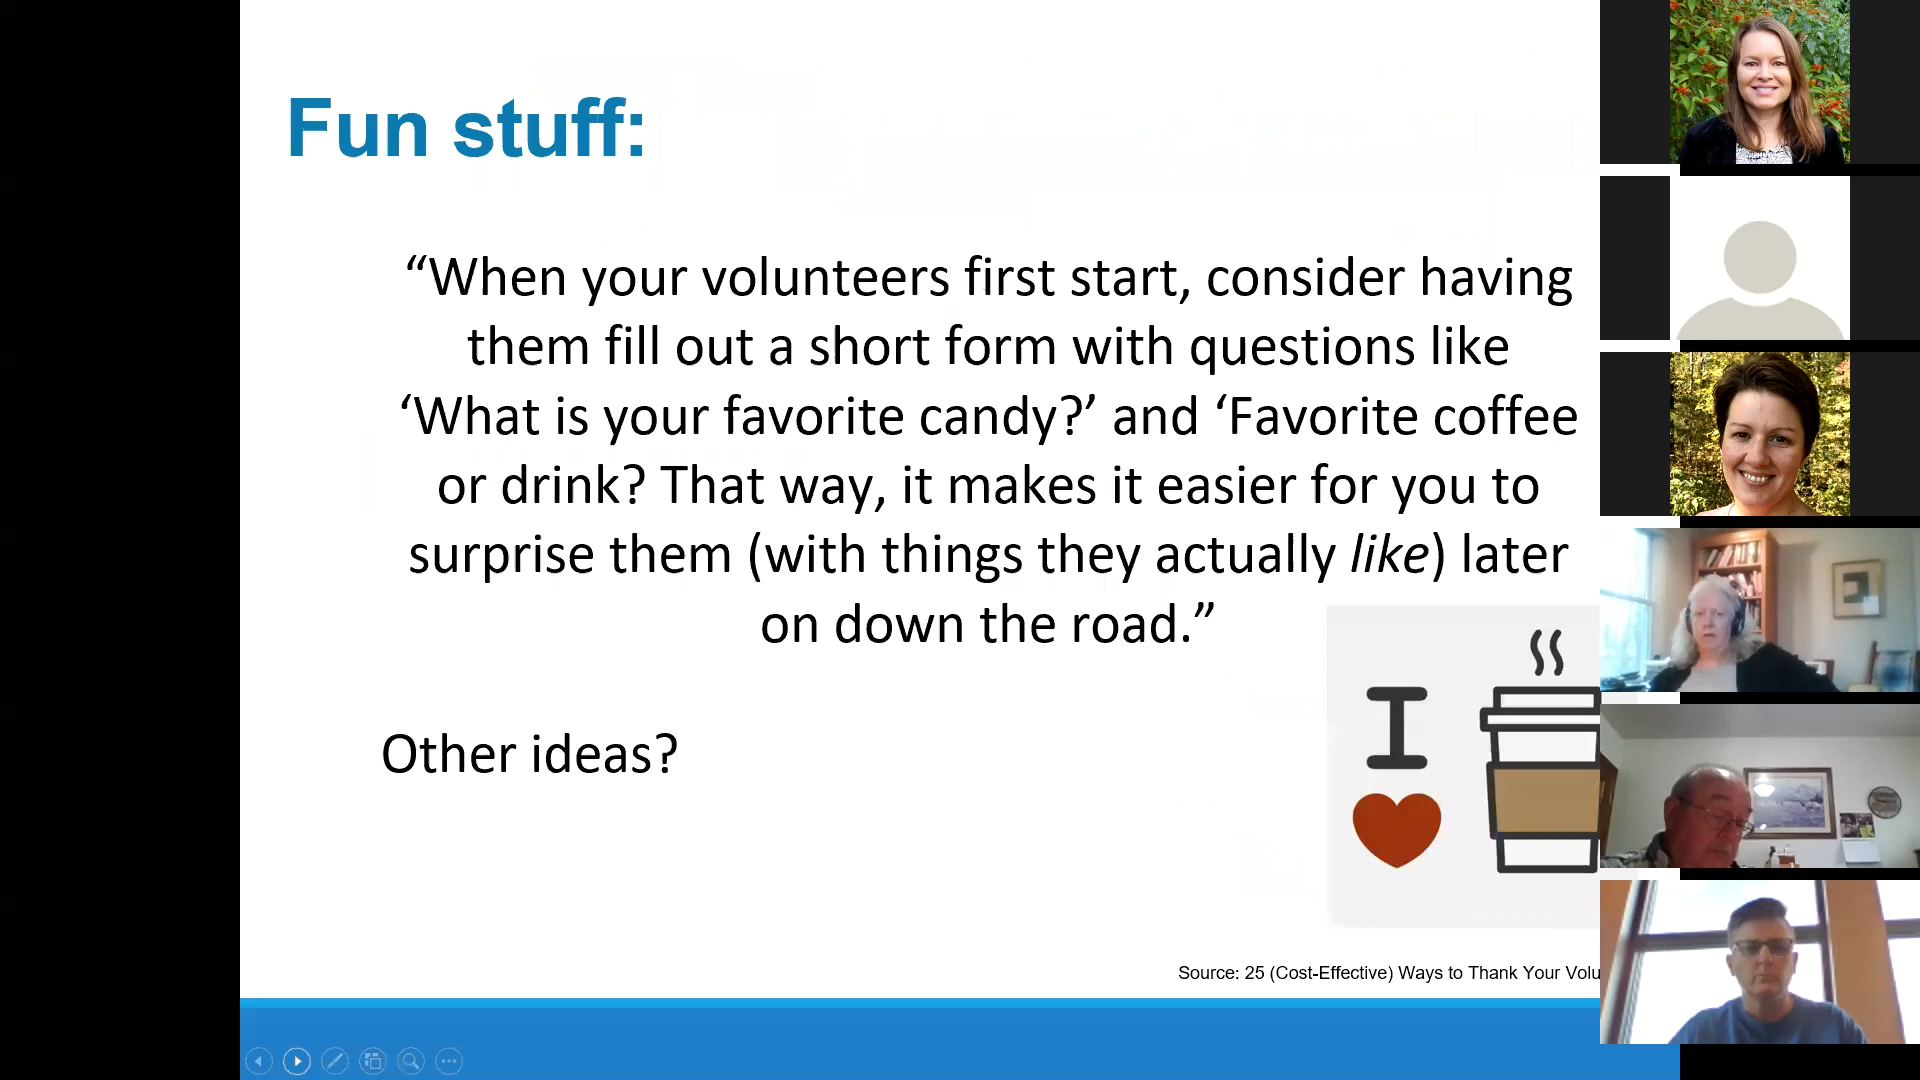 Fun stuff:
“When your volunteers first start, consider having
them fill out a short form with questions like
‘What is your favorite candy?’ and ‘Favorite coffee
or drink? That way, it makes it easier for you to
surprise them (with things they actually like) later
on down the road.”
Other ideas?
I
Source: 25 (Cost-Effective) Ways to Thank Your Volu